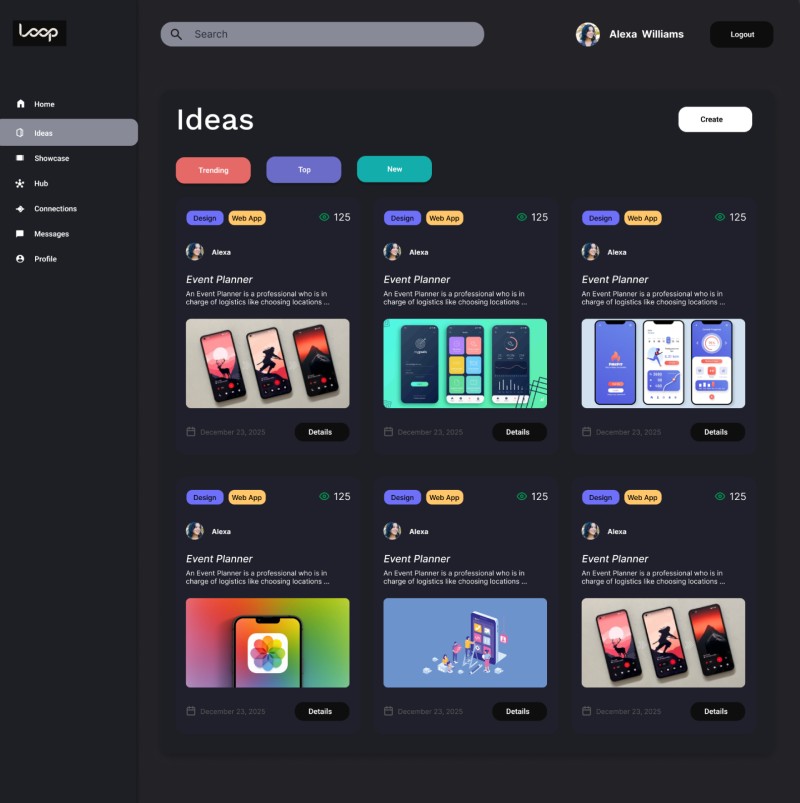 Loop
Search
Alexa Williams
Logout
Home
Ideas
Showcase
Hub
Connections
Messages
Profile
Ideas
Create
Trending
Top
New
Design
Web App
125
Alexa
Event Planner
An Event Planner is a professional who is in
charge of logistics like choosing locations ...
December 23, 2025
Details
Design
Web App
125
Alexa
Event Planner
An Event Planner is a professional who is in
charge of logistics like choosing locations ...
December 23, 2025
Details
Design
Web App
125
Alexa
Event Planner
An Event Planner is a professional who is in
charge of logistics like choosing locations ...
December 23, 2025
Details
Design
Web App
125
Alexa
Event Planner
An Event Planner is a professional who is in
charge of logistics like choosing locations ...
December 23, 2025
Details
Design
Web App
125
Alexa
Event Planner
An Event Planner is a professional who is in
charge of logistics like choosing locations ...
December 23, 2025
Details
Design
Web App
125
Alexa
Event Planner
An Event Planner is a professional who is in
charge of logistics like choosing locations ...
December 23, 2025
Details